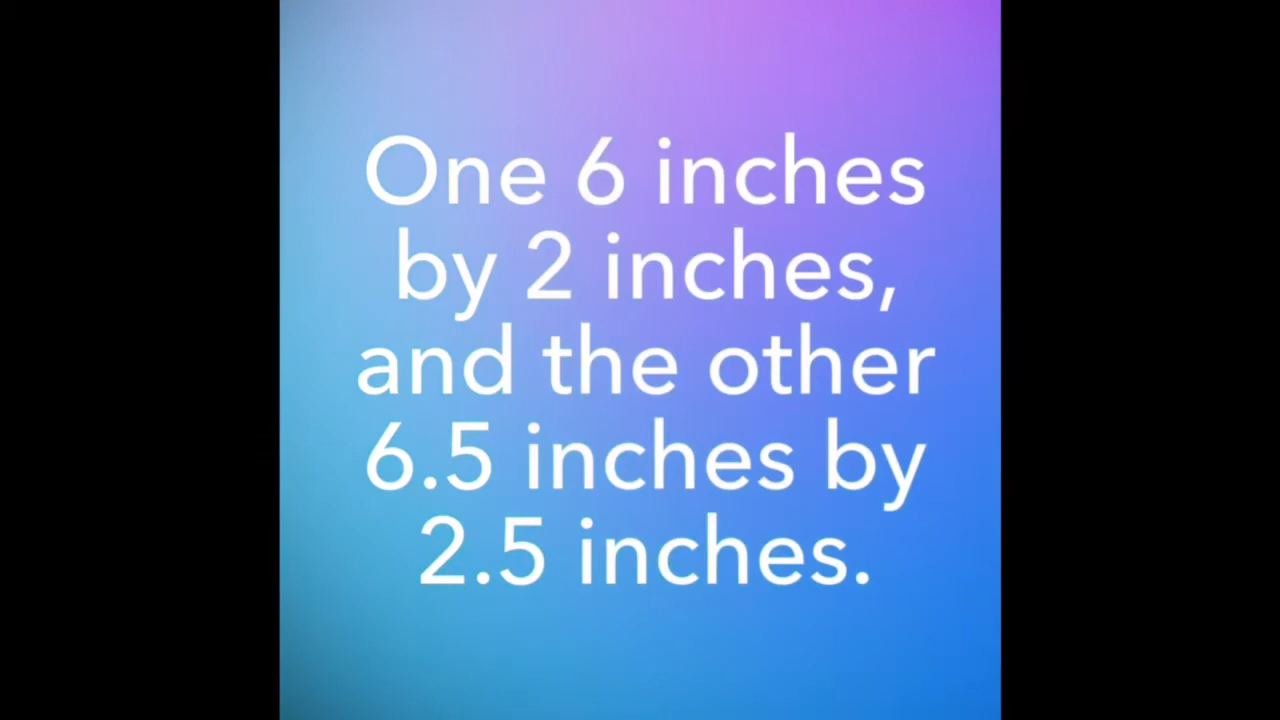 One 6 inches
by 2 inches,
and the other
6.5 inches by
2.5 inches.